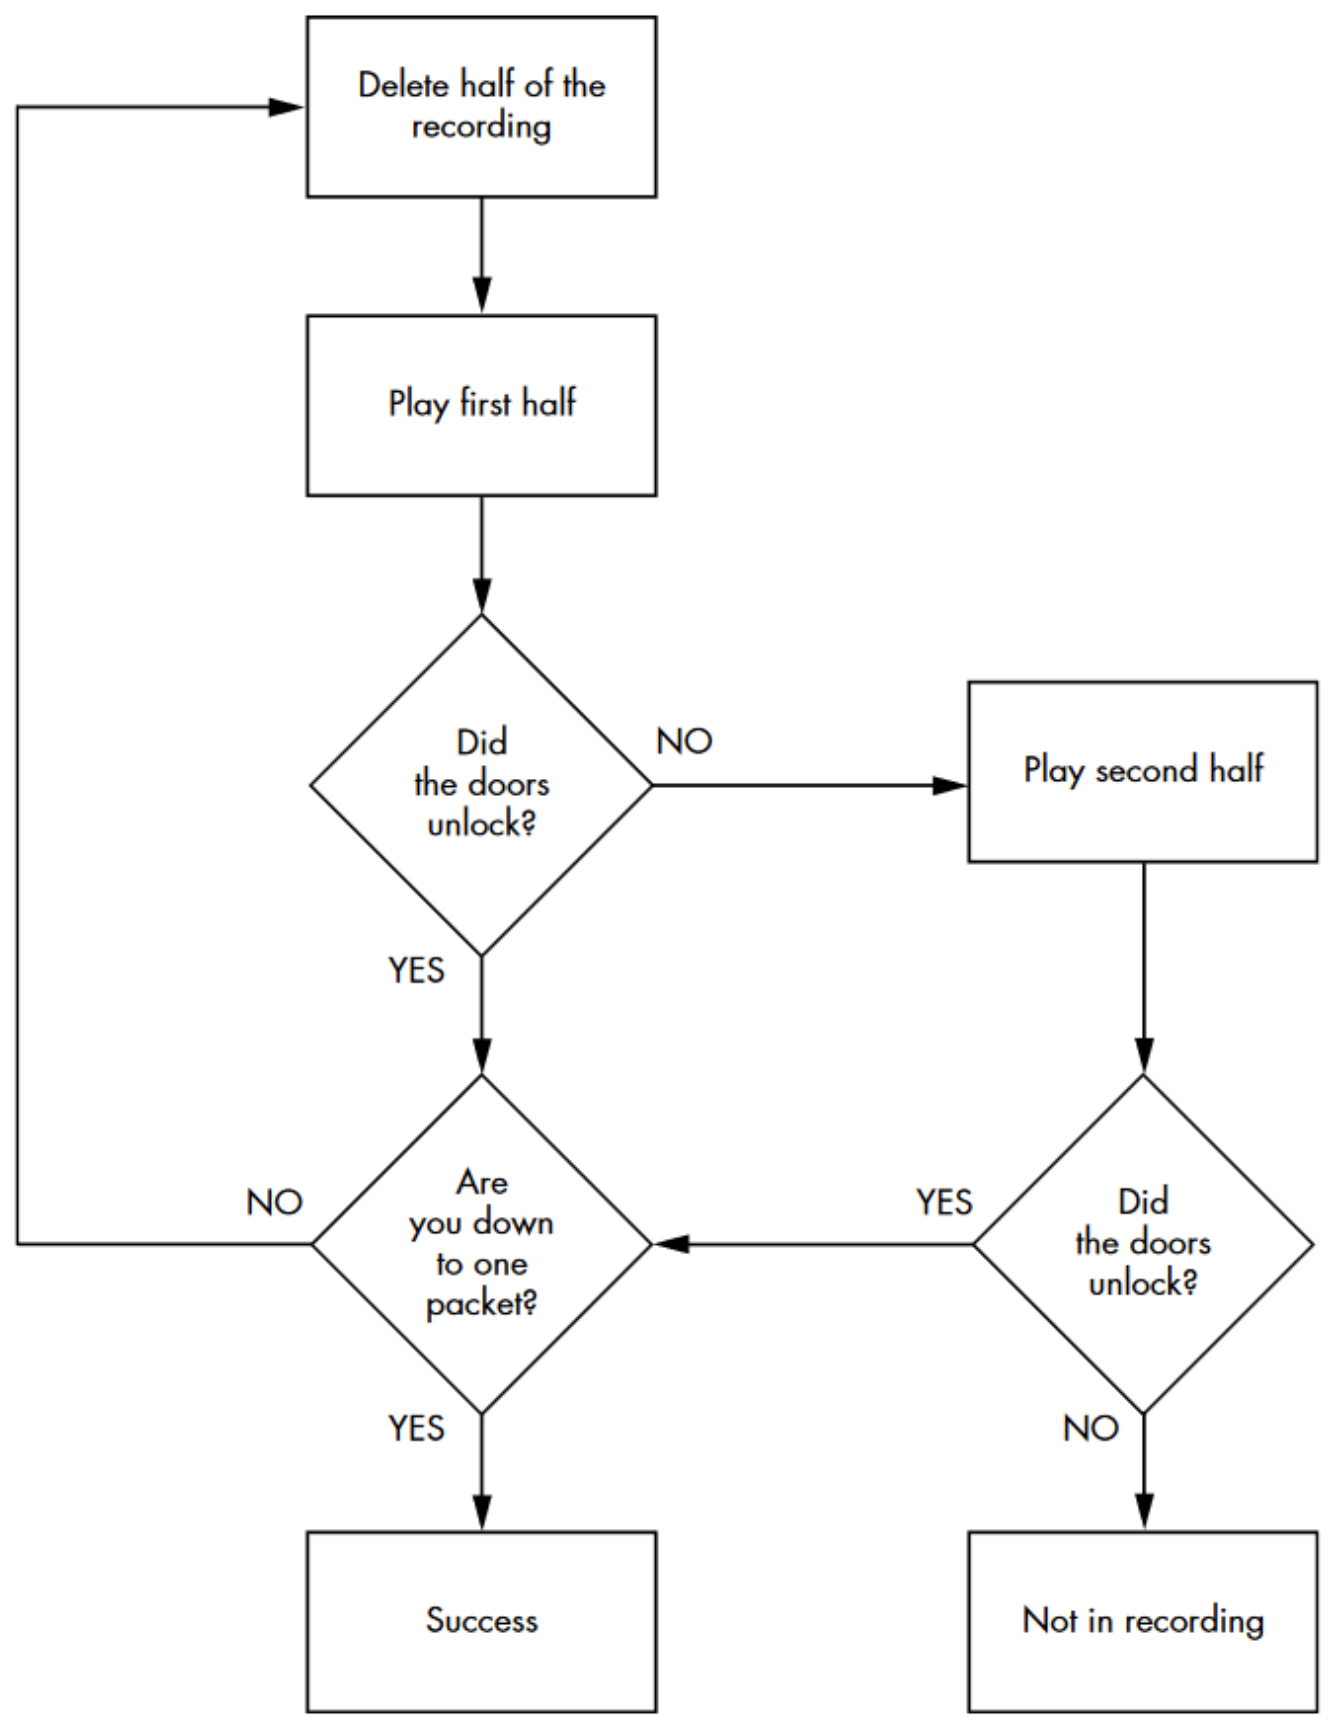 Delete half of the
recording
Play first half
Did
the doors
unlock?
NO
Play second half
YES
Are
you down
to one
packet?
NO
YES
Did
the doors
unlock?
YES
NO
Success
Not in recording